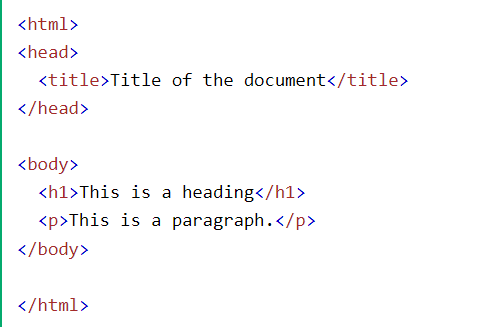 <html>
<head>
  <title>Title of the document</title>
</head>

<body>
  <h1>This is a heading</h1>
  <p>This is a paragraph.</p>
</body>

</html>